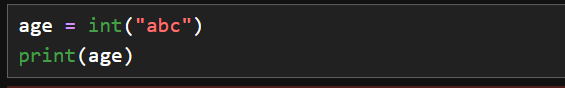 age = int("abc")
print(age)